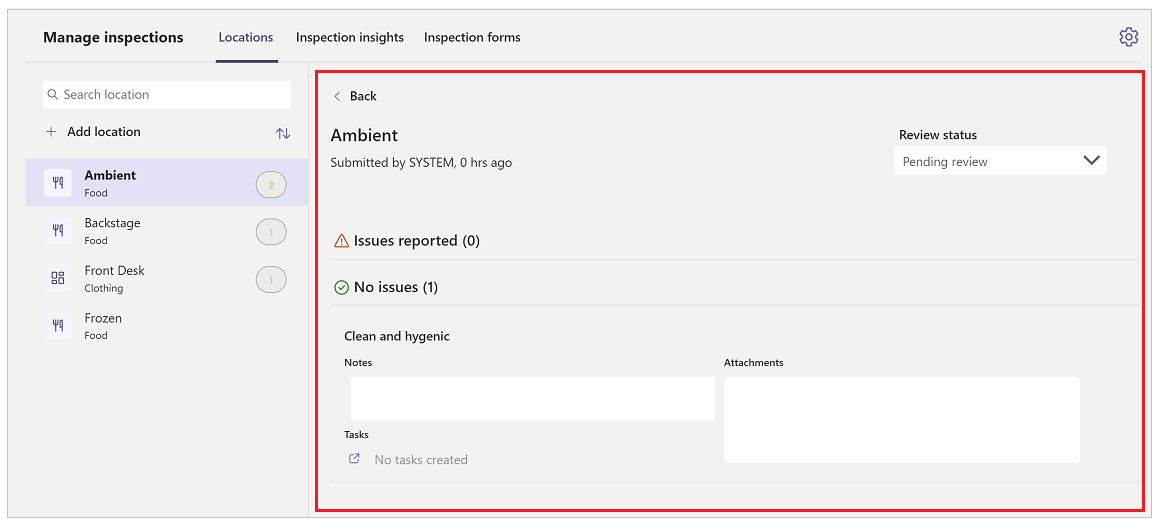 Manage inspections Locations Inspection insights Inspection forms
Search location
Add location
Ambient
Food
2
Backstage
Food
1
Front Desk
Clothing
1
Frozen
Food
Back
Ambient
Submitted by SYSTEM, 0 hrs ago
Review status
Pending review
Issues reported (0)
No issues (1)
Clean and hygenic
Notes
Attachments
Tasks
No tasks created